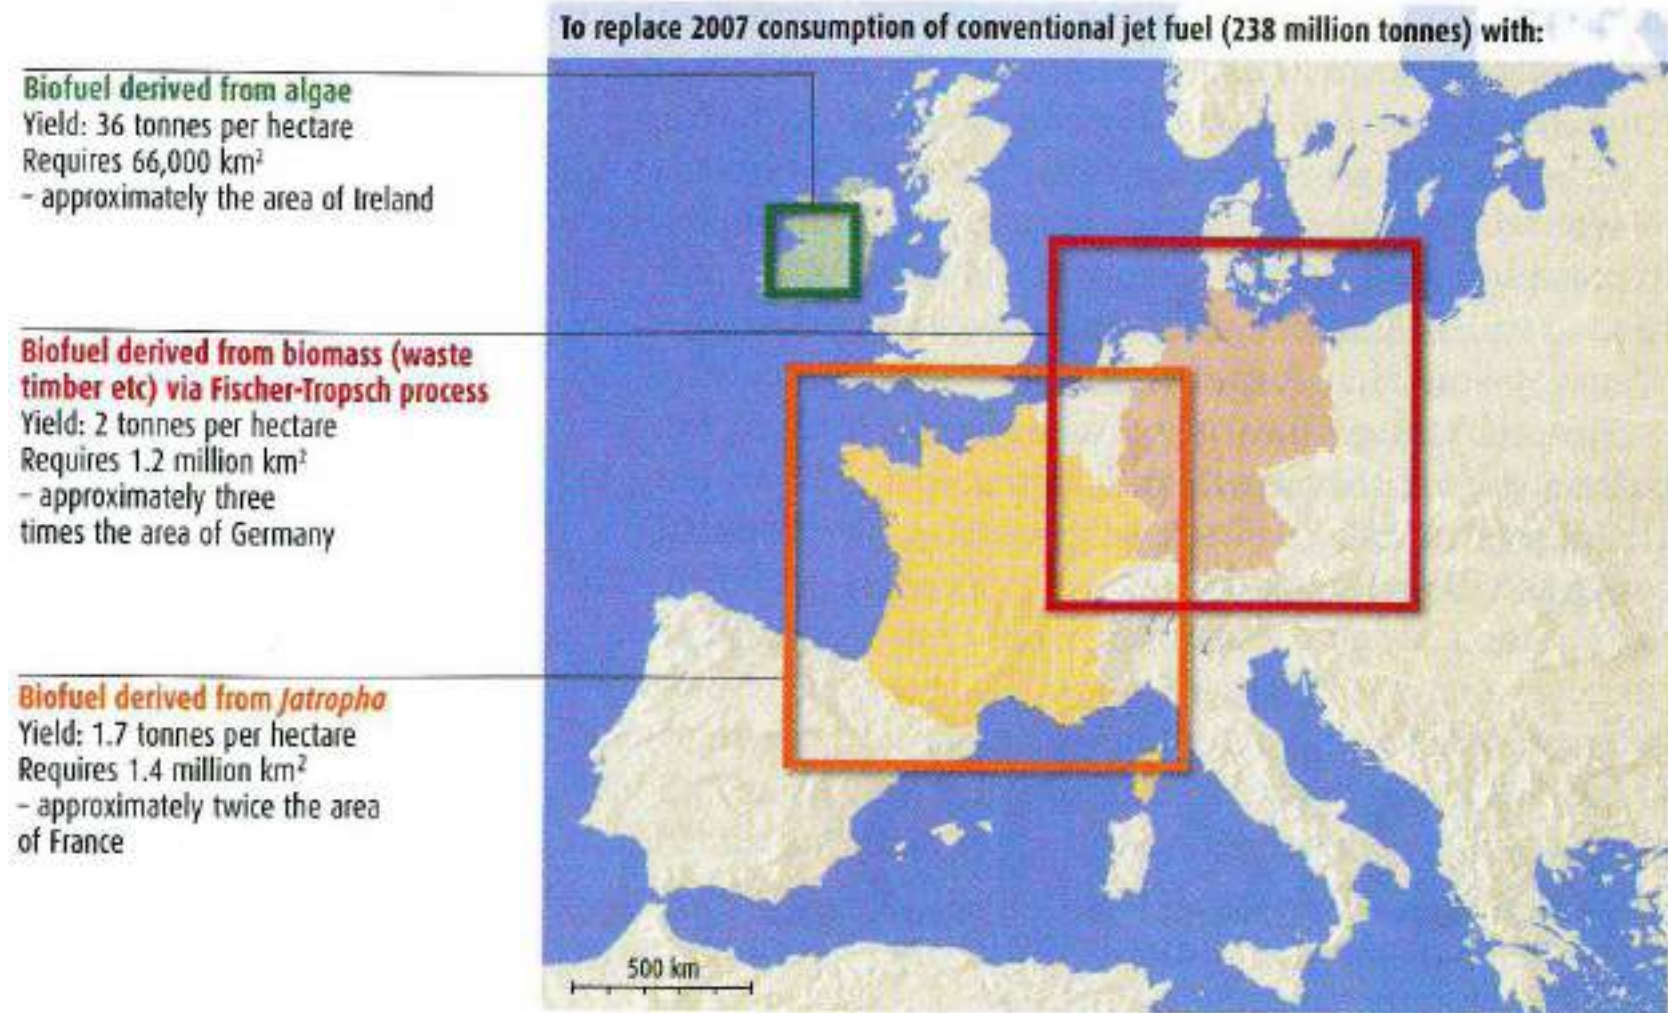 To replace 2007 consumption of conventional jet fuel (238 million tonnes) with:
Biofuel derived from algae
Yield: 36 tonnes per hectare
Requires 66,000 km²
– approximately the area of Ireland
Biofuel derived from biomass (waste
timber etc) via Fischer-Tropsch process
Yield: 2 tonnes per hectare
Requires 1.2 million km²
– approximately three
times the area of Germany
Biofuel derived from Jatropha
Yield: 1.7 tonnes per hectare
Requires 1.4 million km²
– approximately twice the area
of France
500 km